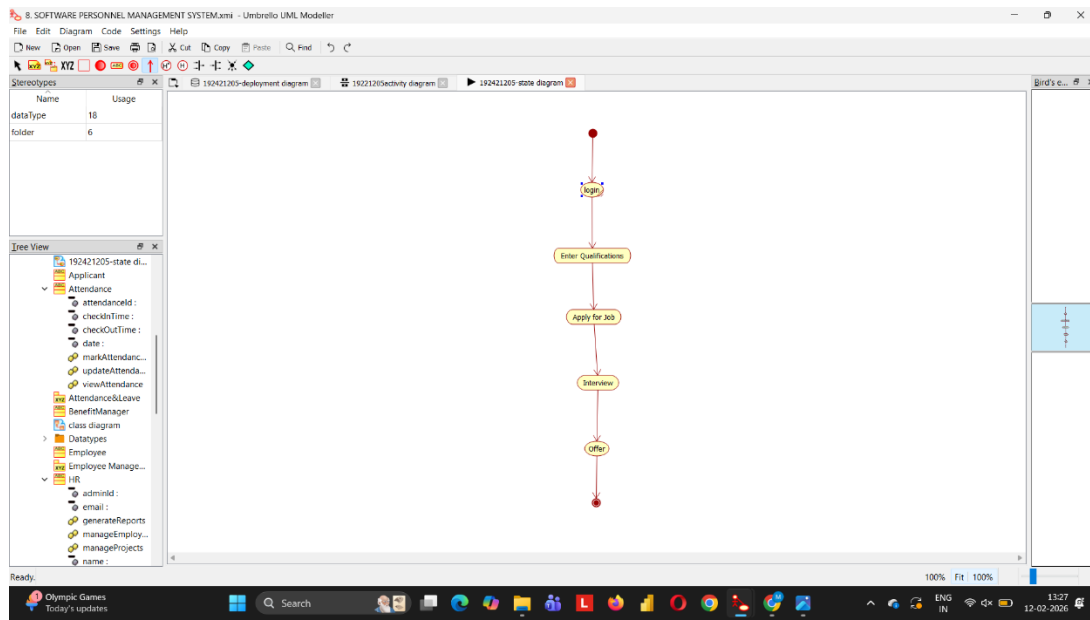 8. SOFTWARE PERSONNEL MANAGEMENT SYSTEM.xmi - Umbrello UML Modeller
File Edit Diagram Code Settings Help
New Open Save Cut Copy Paste Find
XYZ
Stereotypes
192421205-deployment diagram 19221205ectivity diagram 192421205-state diagram
Bird's e...
Name Usage
dataType 18
folder 6
login
Enter Qualifications
Apply for Job
Interview
Offer
Tree View
192421205-state di...
Applicant
Attendance
attendanceId :
checkInTime :
checkOutTime :
date :
markAttendanc...
updateAttenda...
viewAttendance
Attendance&Leave
BenefitManager
class diagram
Datatypes
Employee
Employee Manage...
HR
adminId :
email :
generateReports
manageEmploy...
manageProjects
name :
Ready.
100% Fit 100%
1
Olympic Games
Today's updates
Search
L
ENG
IN
13:27
12-02-2026